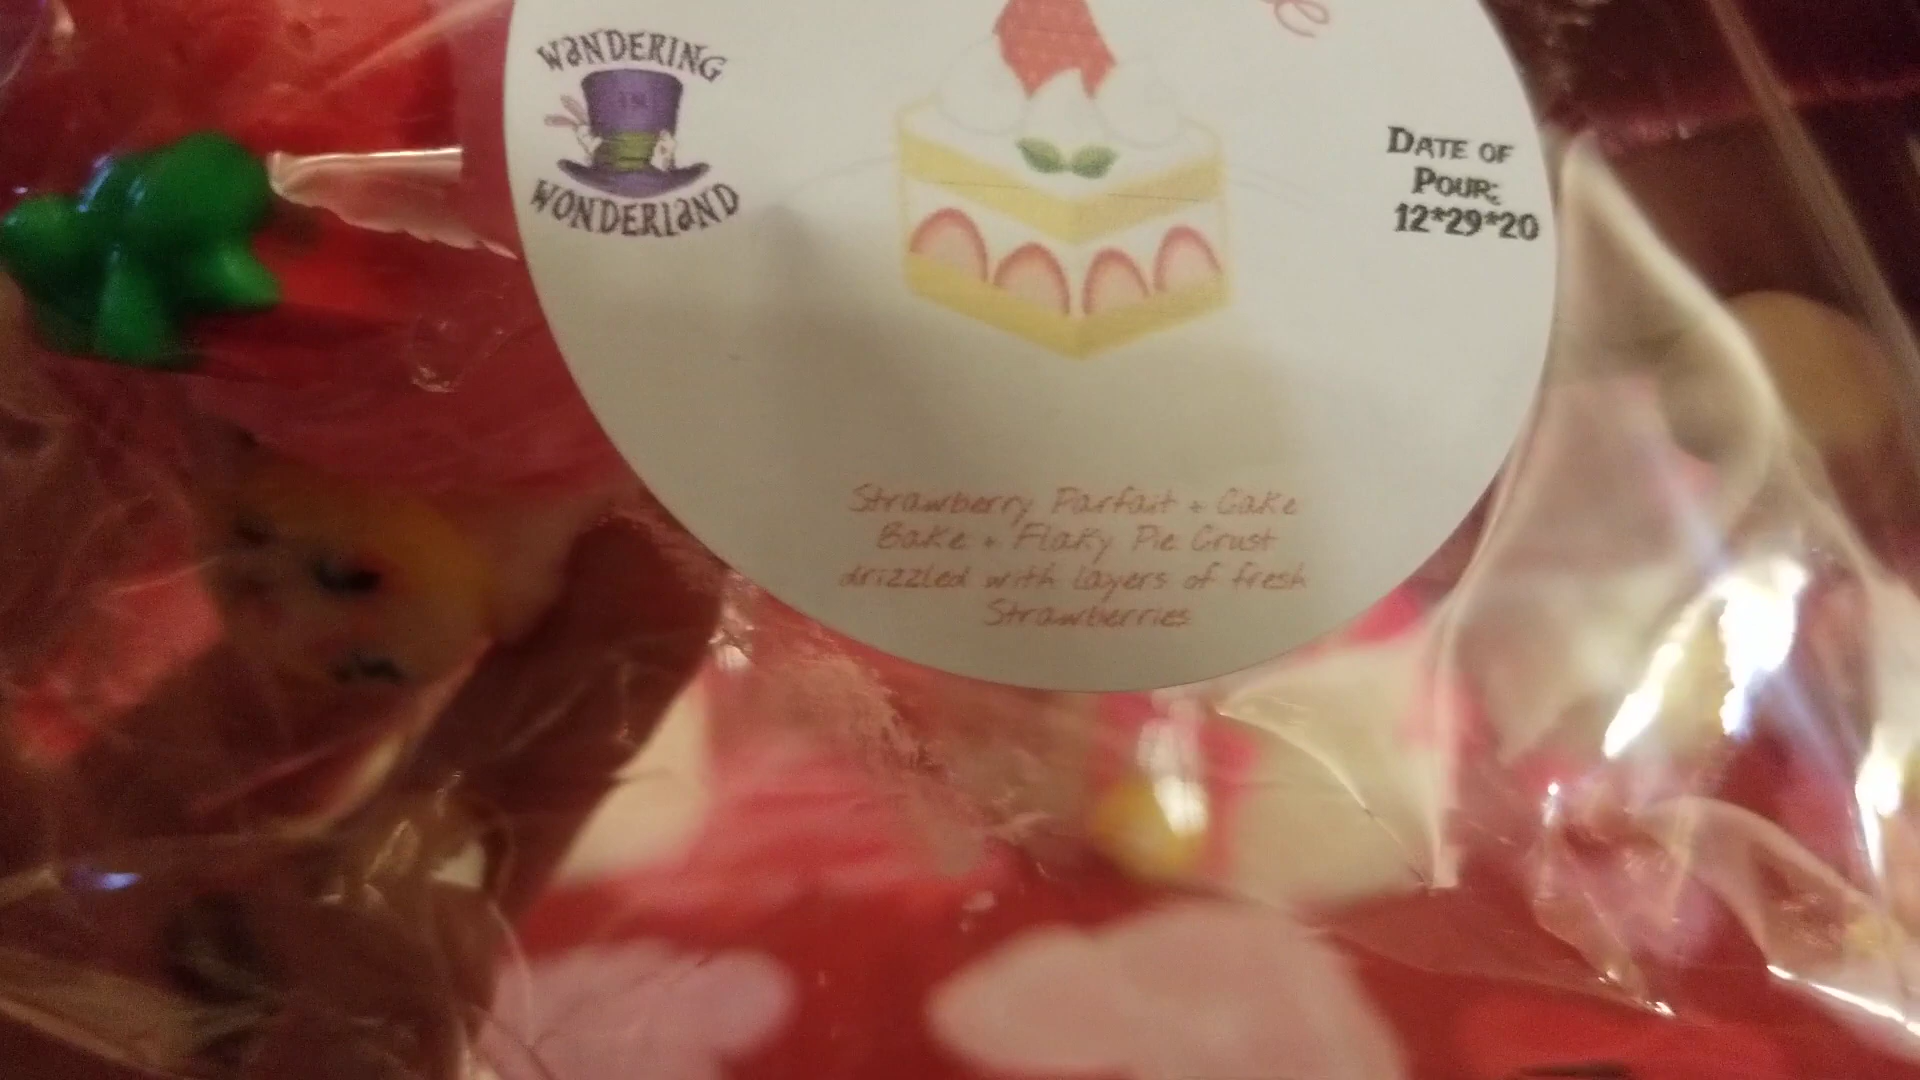 WANDERING
IN
WONDERLAND
DATE OF
POUR:
12*29*20
Strawberry Parfait + Cake
Bake + Flaky Pie Crust
drizzled with layers of fresh
Strawberries